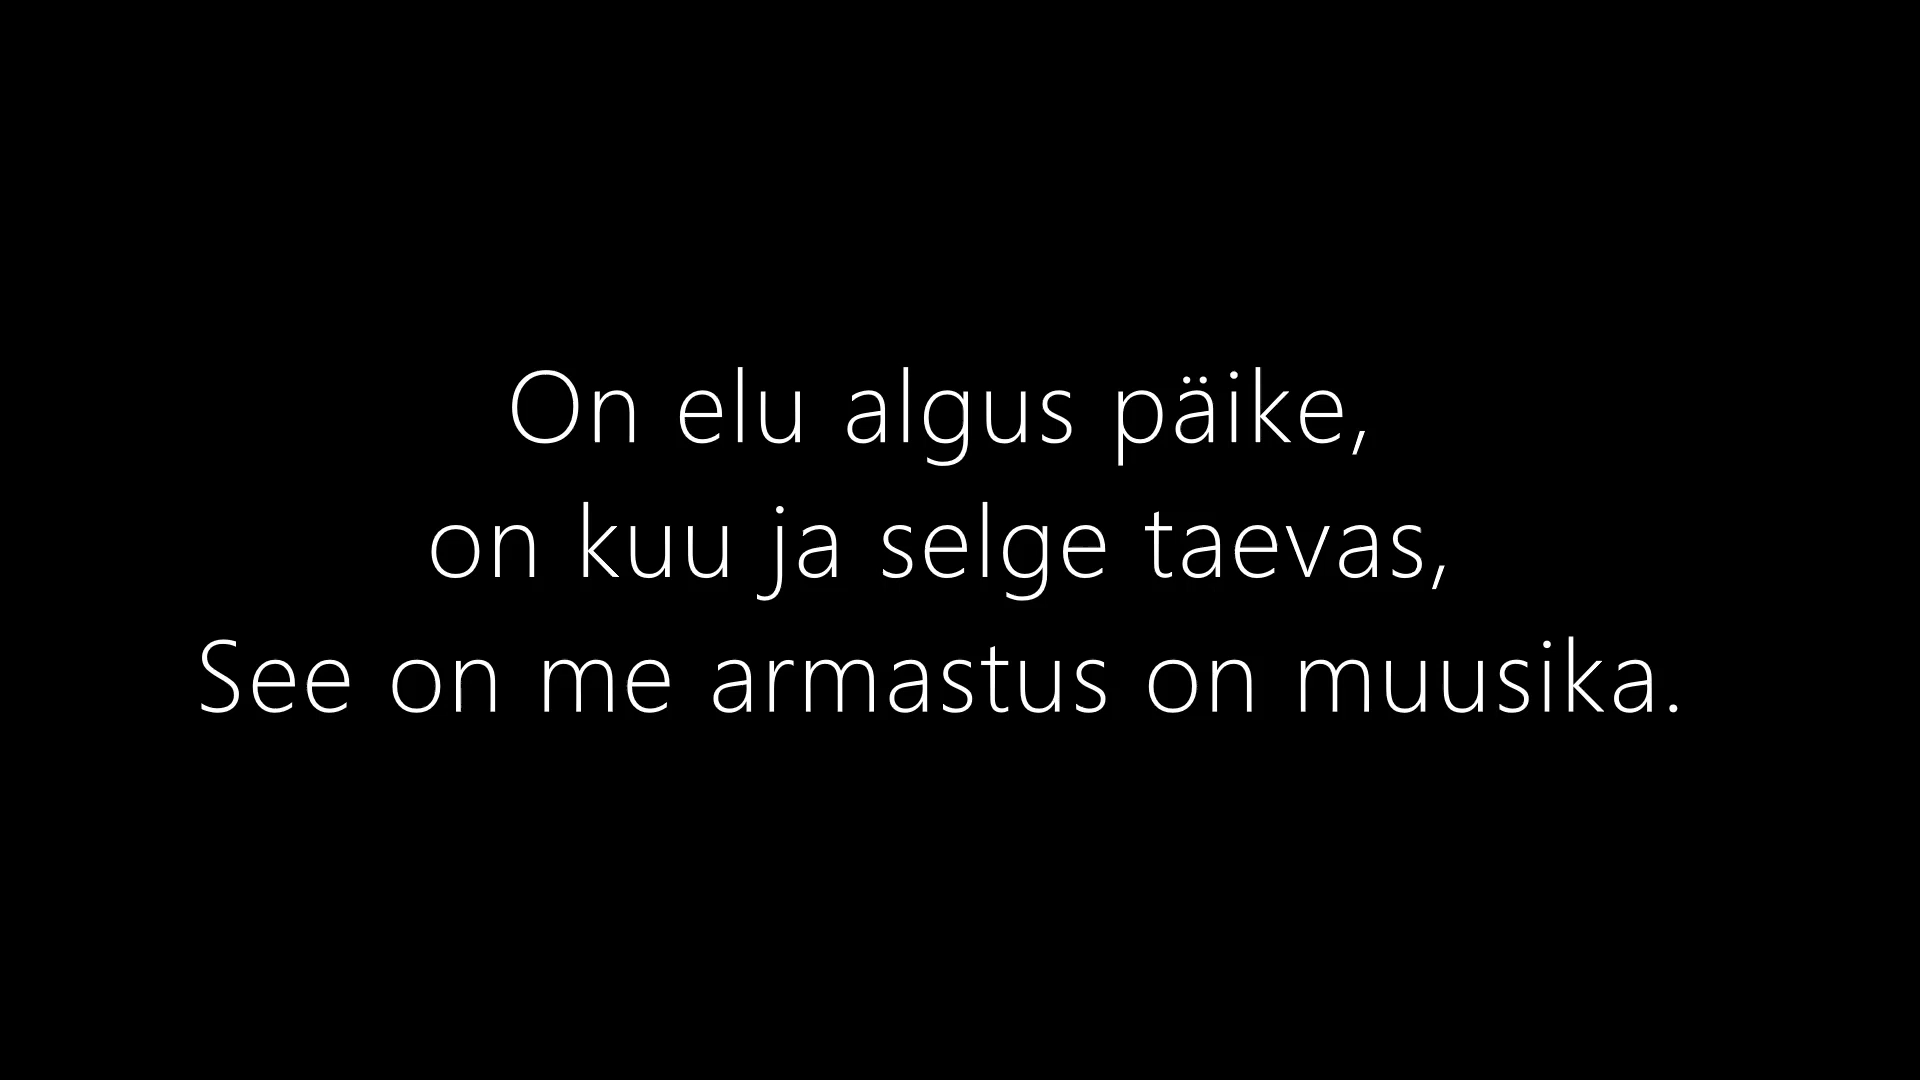 On elu algus päike,
on kuu ja selge taevas,
See on me armastus on muusika.